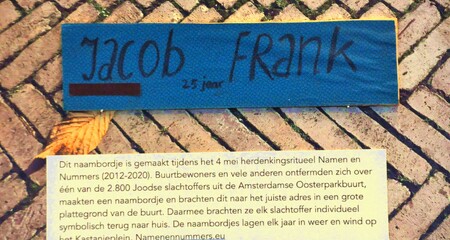 Jacob 25 jaar FRANK
Dit naambordje is gemaakt tijdens het 4 mei herdenkingsritueel Namen en
Nummers (2012-2020). Buurtbewoners en vele anderen ontfermden zich over
één van de 2.800 Joodse slachtoffers uit de Amsterdamse Oosterparkbuurt,
maakten een naambordje en brachten dit naar het juiste adres in een grote
plattegrond van de buurt. Daarmee brachten ze elk slachtoffer individueel
symbolisch terug naar huis. De naambordjes lagen elk jaar in weer en wind op
het Kastanjeplein. Namenennummers.eu